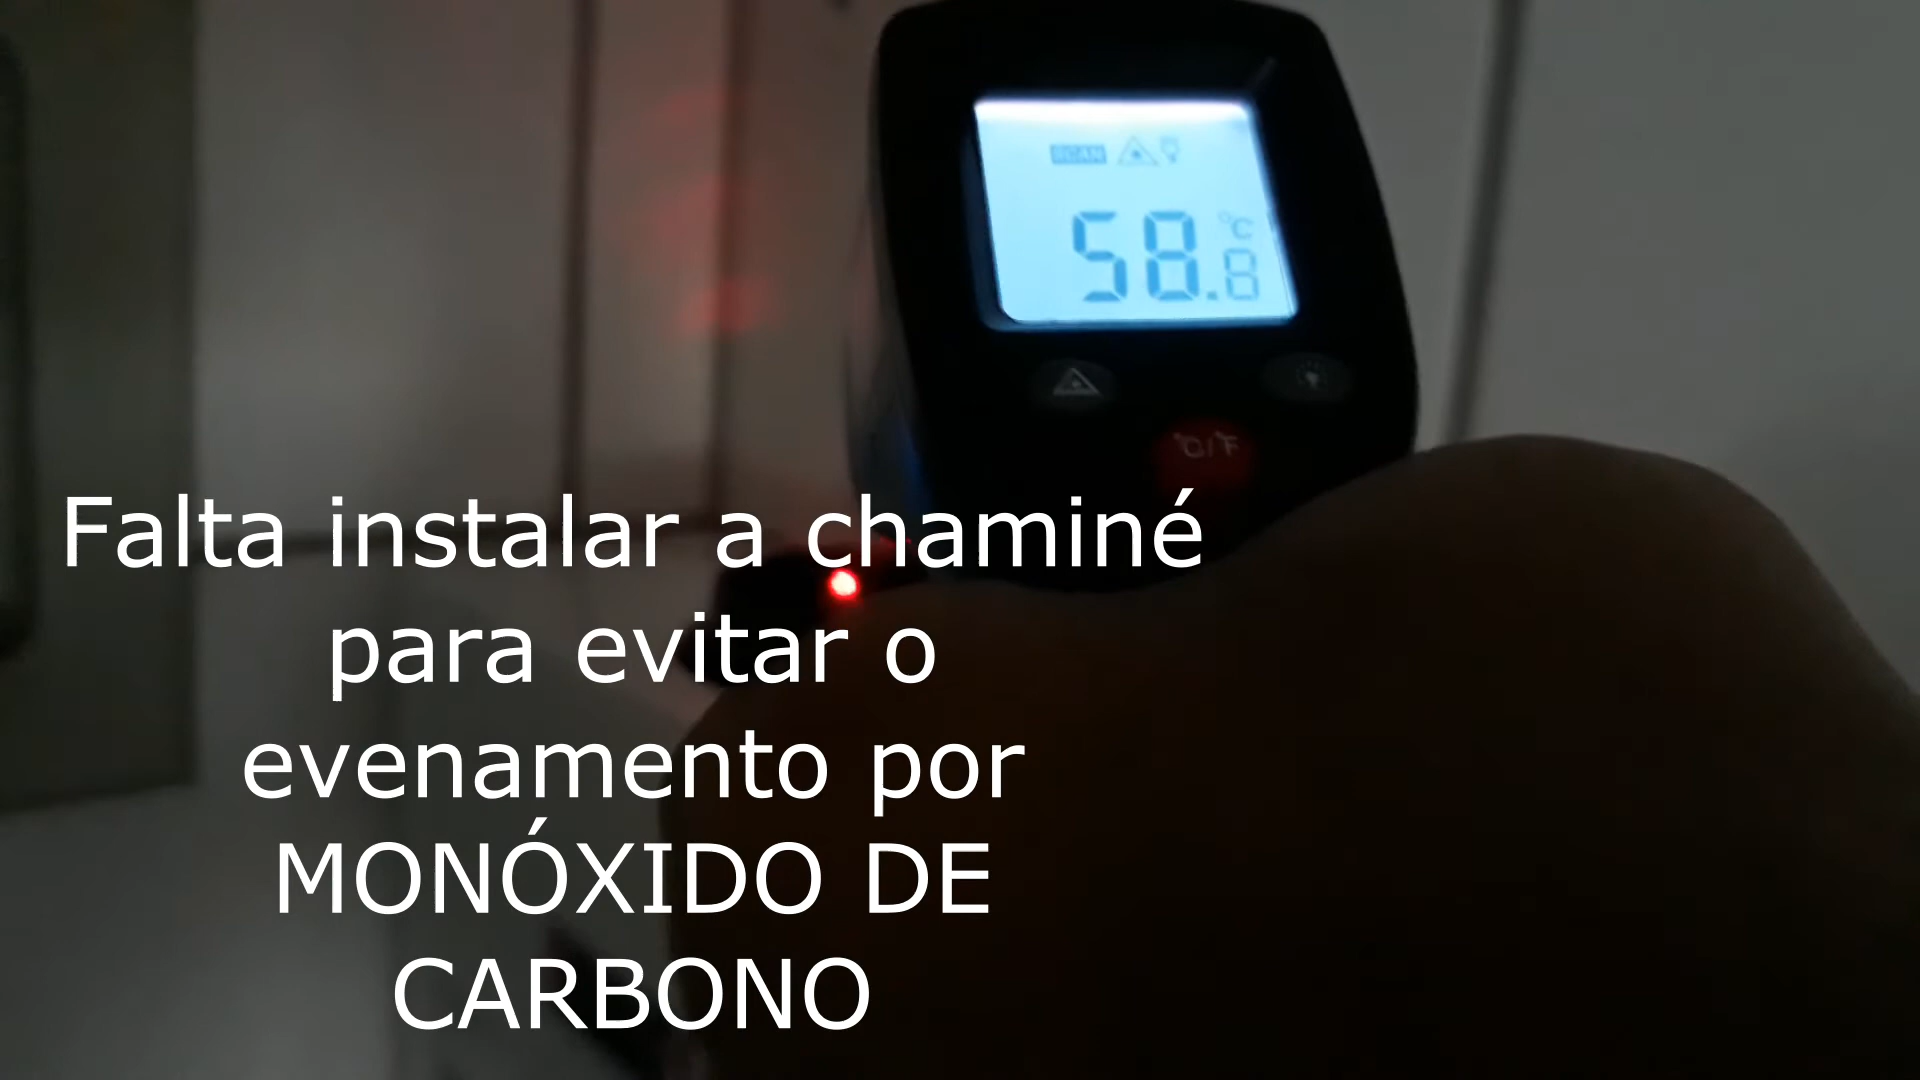 SCAN
58.8 °C
°C/°F
Falta instalar a chaminé
para evitar o
evenamento por
MONÓXIDO DE
CARBONO